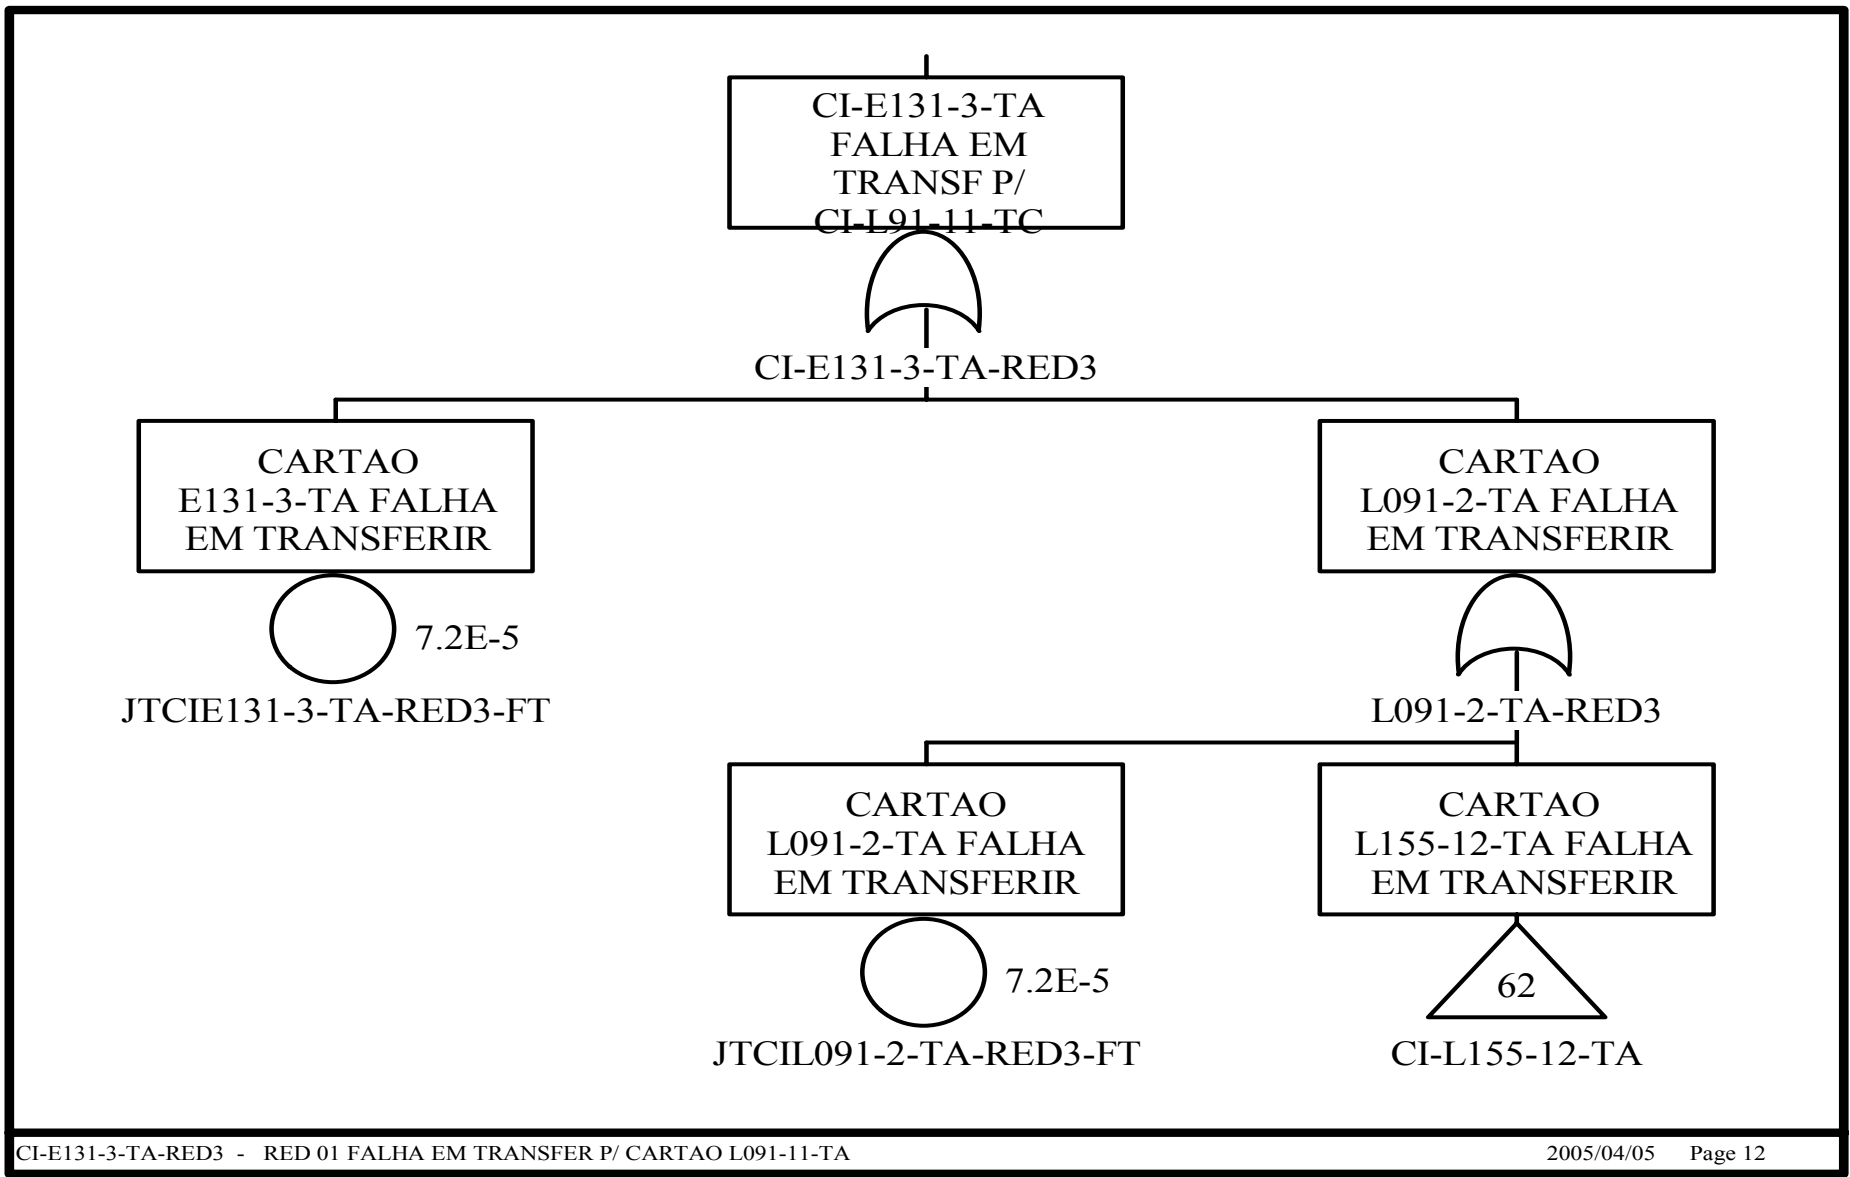 CI-E131-3-TA
FALHA EM
TRANSF P/
CI-L91-11-TC
CI-E131-3-TA-RED3
CARTAO
E131-3-TA FALHA
EM TRANSFERIR
7.2E-5
JTCIE131-3-TA-RED3-FT
CARTAO
L091-2-TA FALHA
EM TRANSFERIR
L091-2-TA-RED3
CARTAO
L091-2-TA FALHA
EM TRANSFERIR
7.2E-5
JTCIL091-2-TA-RED3-FT
CARTAO
L155-12-TA FALHA
EM TRANSFERIR
62
CI-L155-12-TA
CI-E131-3-TA-RED3 - RED 01 FALHA EM TRANSFER P/ CARTAO L091-11-TA 2005/04/05 Page 12